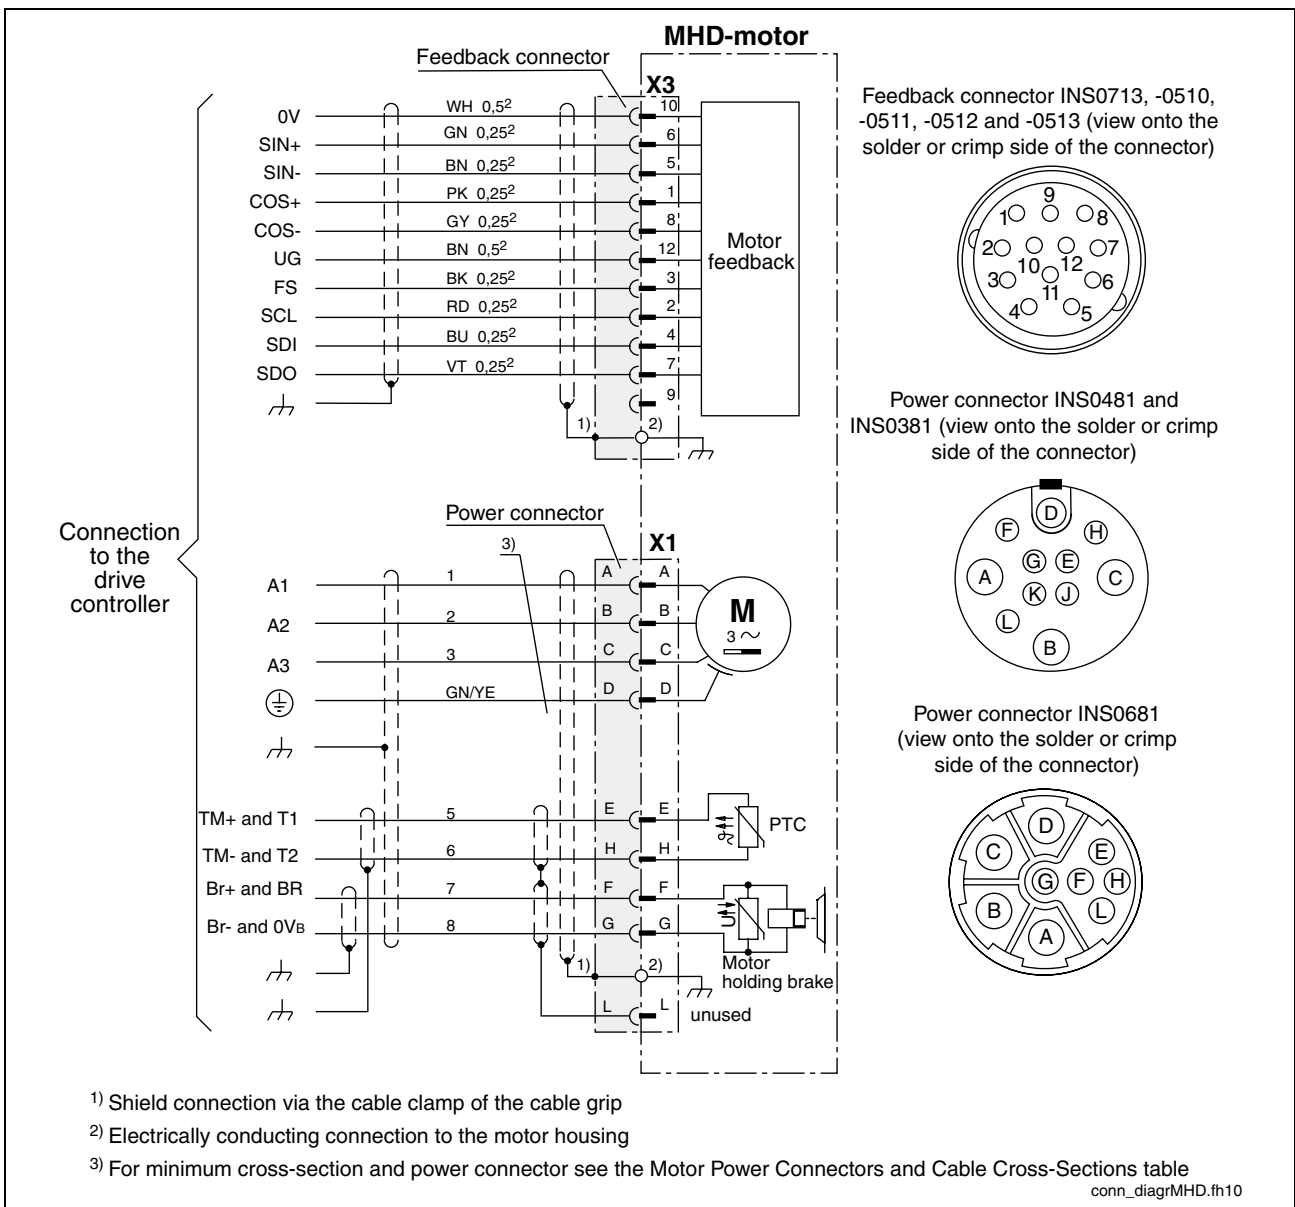 MHD-motor
Feedback connector
X3
0V WH 0,5² 10
SIN+ GN 0,25² 6
SIN- BN 0,25² 5
COS+ PK 0,25² 1
COS- GY 0,25² 8
UG BN 0,5² 12
FS BK 0,25² 3
SCL RD 0,25² 2
SDI BU 0,25² 4
SDO VT 0,25² 7
9
1) 2)
Motor
feedback
Connection
to the
drive
controller
Power connector
3)
X1
A1 1 A A
A2 2 B B
A3 3 C C
GN/YE D D
M
3 ~
TM+ and T1 5 E E
PTC
ϑ
TM- and T2 6 H H
Br+ and BR 7 F F
U
Br- and 0VB 8 G G
Motor
holding brake
1) 2)
L L unused
Feedback connector INS0713, -0510,
-0511, -0512 and -0513 (view onto the
solder or crimp side of the connector)
9
1 8
2 10 12 7
3 11 6
4 5
Power connector INS0481 and
INS0381 (view onto the solder or crimp
side of the connector)
D
F H
G E
A C
K J
L
B
Power connector INS0681
(view onto the solder or crimp
side of the connector)
D
C E
G F H
B L
A
1) Shield connection via the cable clamp of the cable grip
2) Electrically conducting connection to the motor housing
3) For minimum cross-section and power connector see the Motor Power Connectors and Cable Cross-Sections table
conn_diagrMHD.fh10